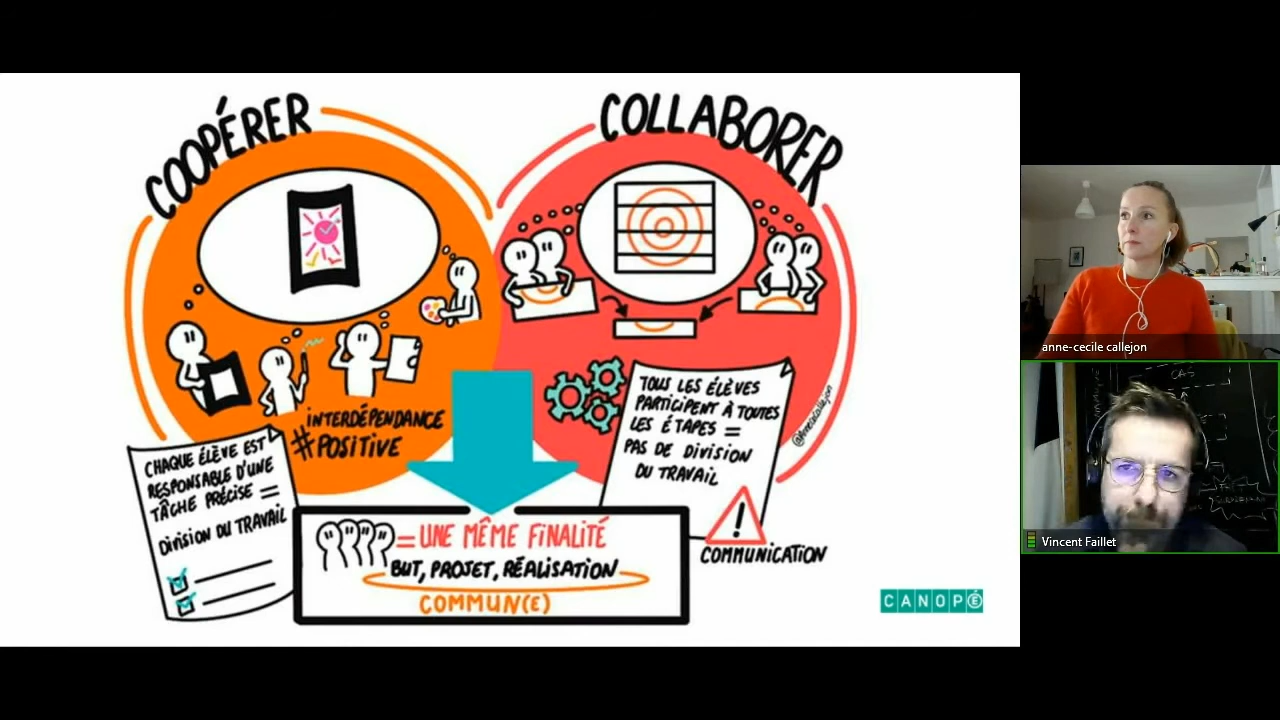 COOPÉRER
COLLABORER
#INTERDÉPENDANCE
POSITIVE
CHAQUE ÉLÈVE EST
RESPONSABLE D'UNE
TÂCHE PRÉCISE =
DIVISION DU TRAVAIL
TOUS LES ÉLÈVES
PARTICIPENT À TOUTES
LES ÉTAPES =
PAS DE DIVISION
DU TRAVAIL
!
COMMUNICATION
= UNE MÊME FINALITÉ
BUT, PROJET, RÉALISATION
COMMUN(E)
CANOPÉ
anne-cecile callejon
Vincent Faillet
CAS